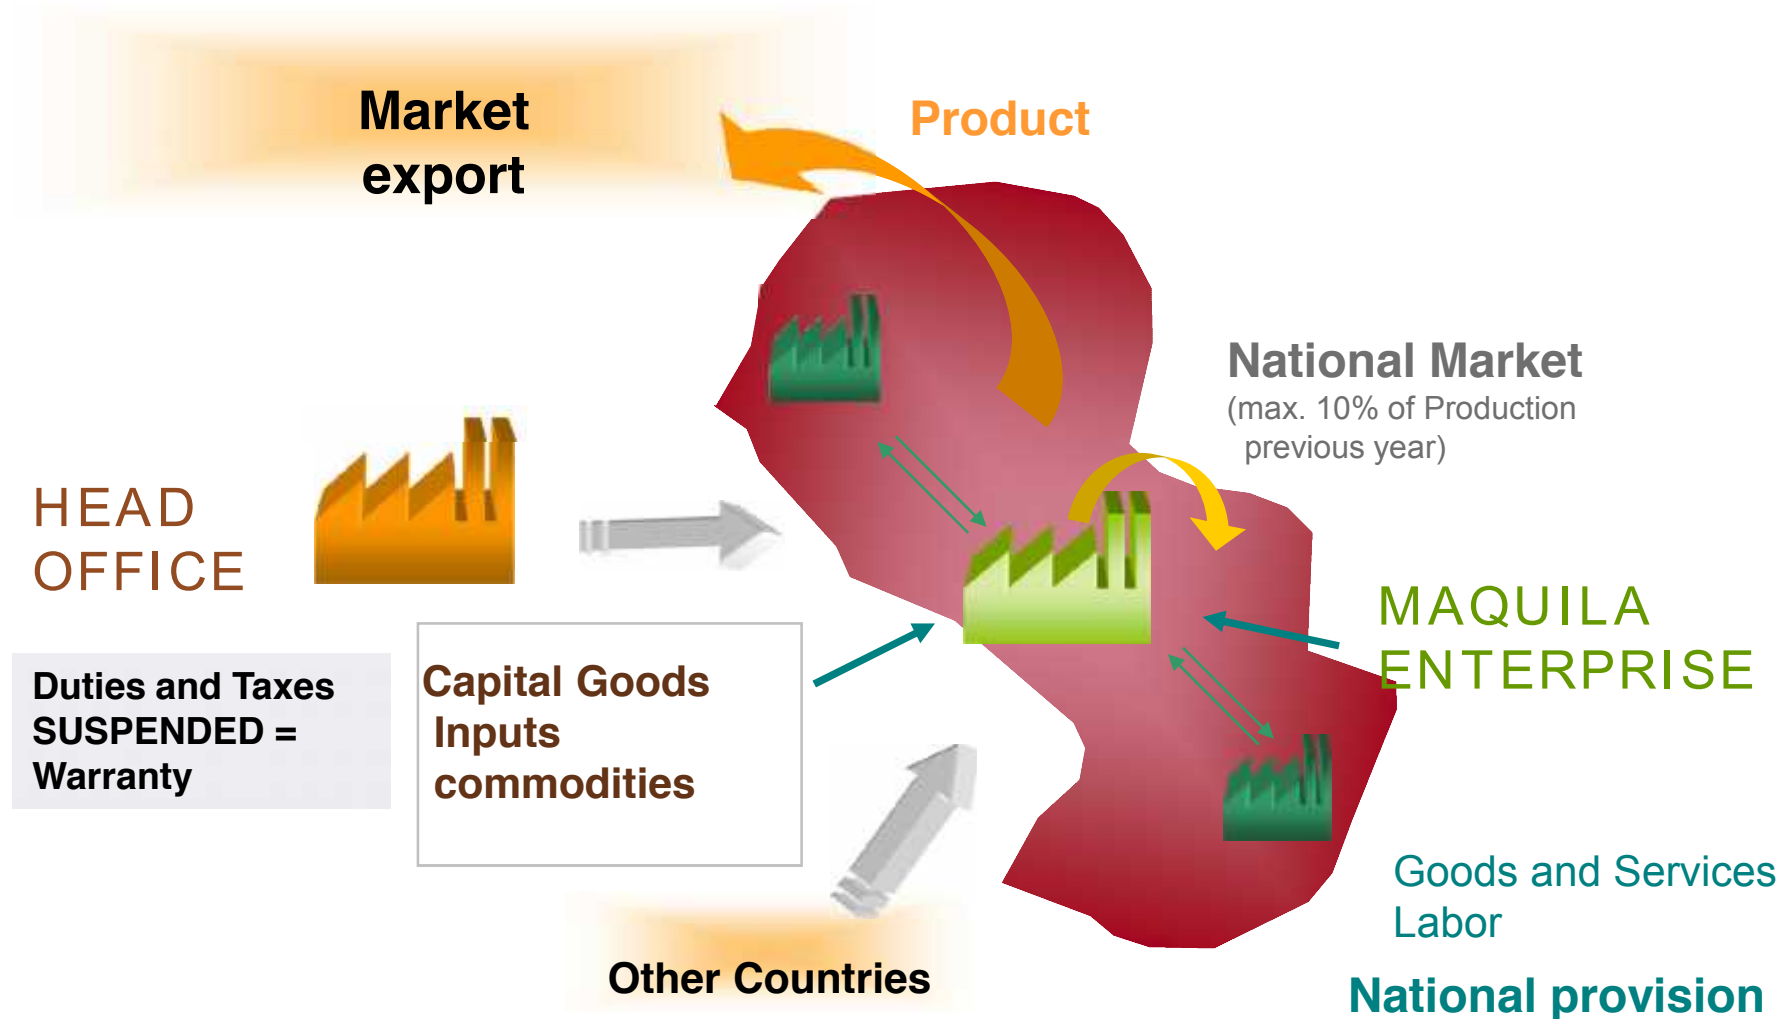 Market
export
Product
National Market
(max. 10% of Production
previous year)
HEAD
OFFICE
MAQUILA
ENTERPRISE
Duties and Taxes
SUSPENDED =
Warranty
Capital Goods
Inputs
commodities
Goods and Services
Labor
Other Countries
National provision